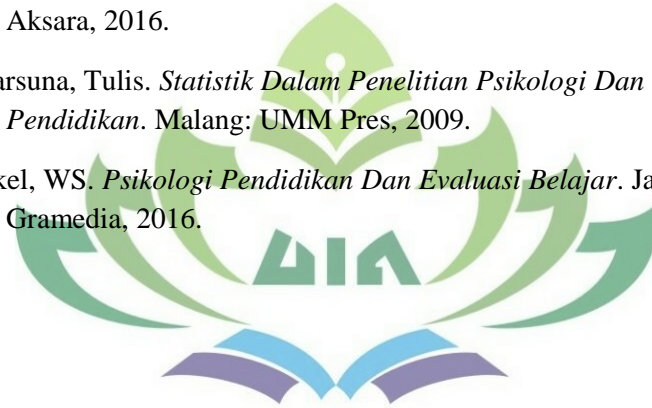 Aksara, 2016.
arsuna, Tulis. Statistik Dalam Penelitian Psikologi Dan
Pendidikan. Malang: UMM Pres, 2009.
kel, WS. Psikologi Pendidikan Dan Evaluasi Belajar. Ja
Gramedia, 2016.
UIN